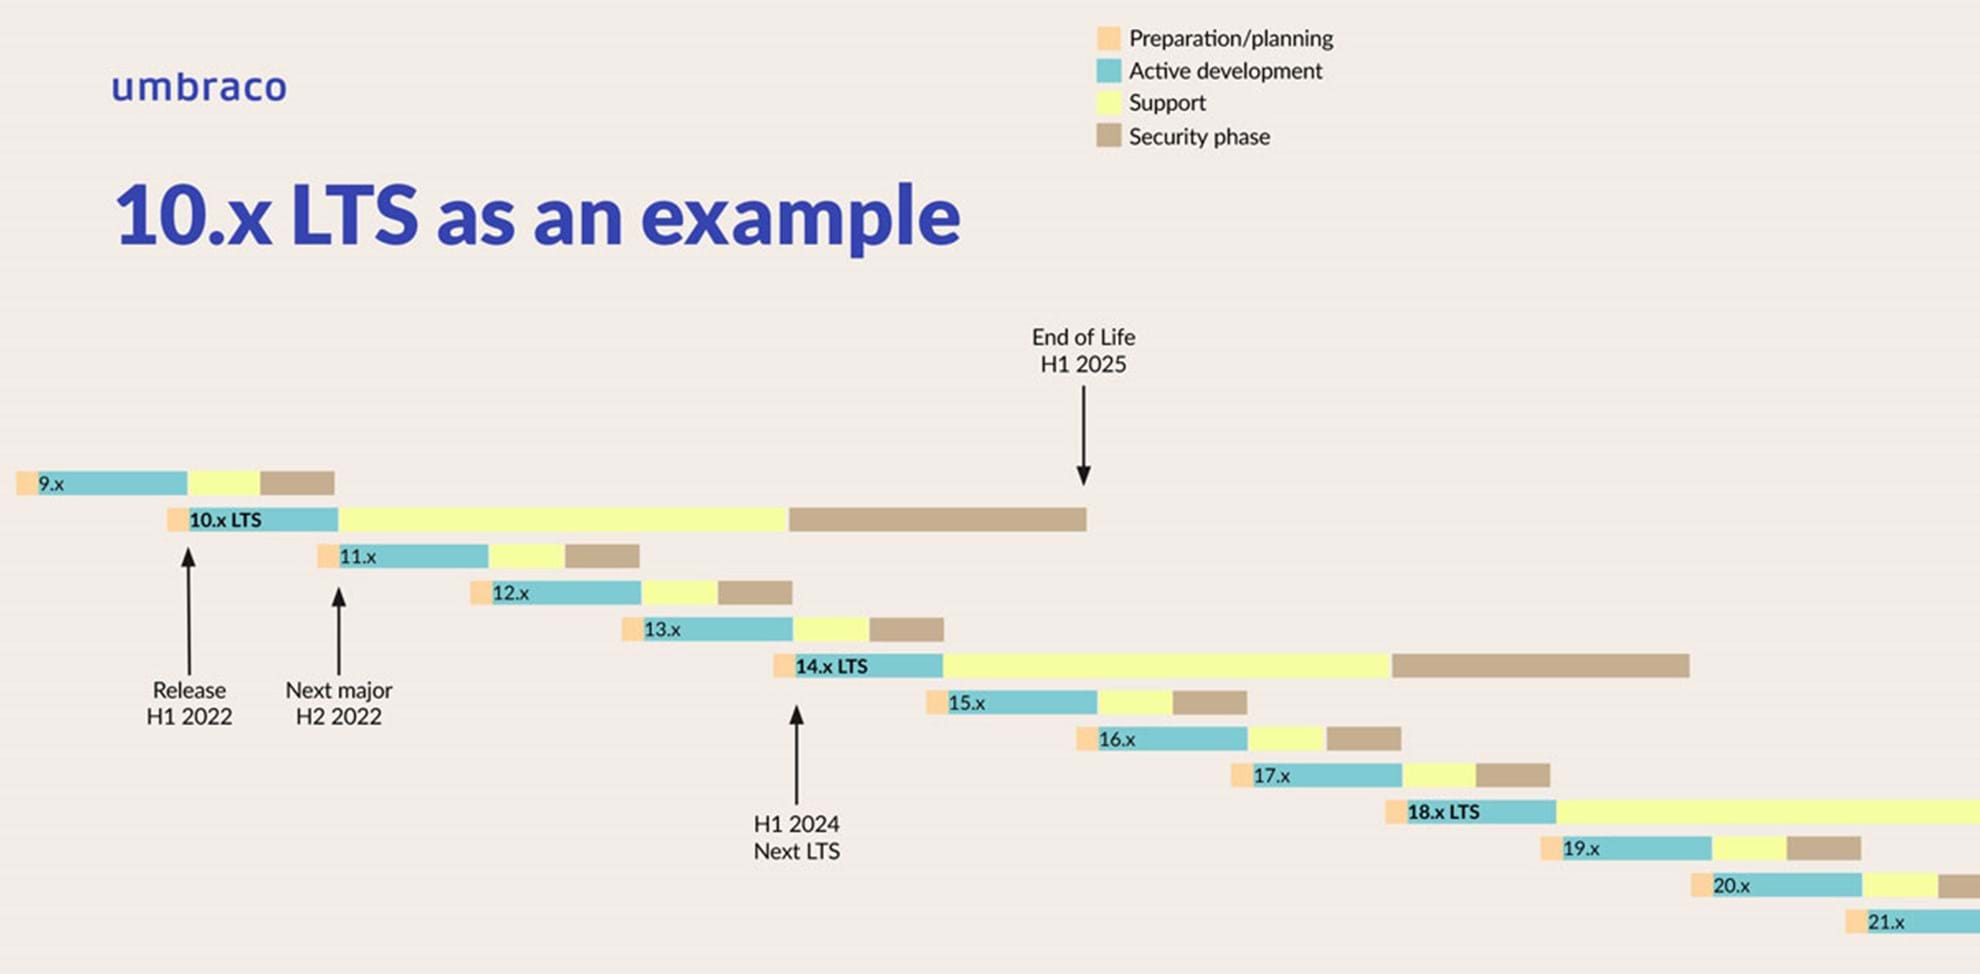 umbraco
Preparation/planning
Active development
Support
Security phase
10.x LTS as an example
End of Life
H1 2025
9.x
10.x LTS
11.x
12.x
13.x
14.x LTS
15.x
16.x
17.x
18.x LTS
19.x
20.x
21.x
Release
H1 2022
Next major
H2 2022
H1 2024
Next LTS